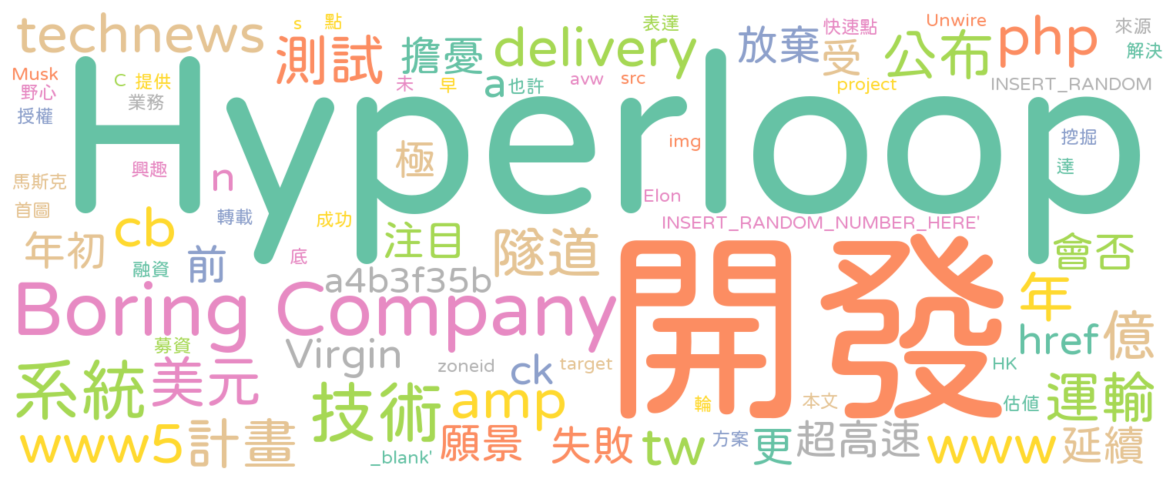 technews
測試
擔憂
delivery
表達
放棄
快速點
受
公布
Unwire
php
來源
解決
s
點
Musk
野心
授權
C
提供
業務
未
早
a
也許
avw
src
project
INSERT_RANDOM
Hyperloop
挖掘
達
img
極
興趣
n
馬斯克
首圖
轉載
成功
Elon
INSERT_RANDOM_NUMBER_HERE'
cb
年初
前
融資
底
注目
隧道
會否
a4b3f35b
開發
Boring Company
年
href
億
募資
Virgin
zoneid
ck
target
HK
系統
美元
技術
amp
輪
本文
估值
運輸
www5
計畫
_blank'
願景
失敗
tw
方案
更
超高速
www
延續